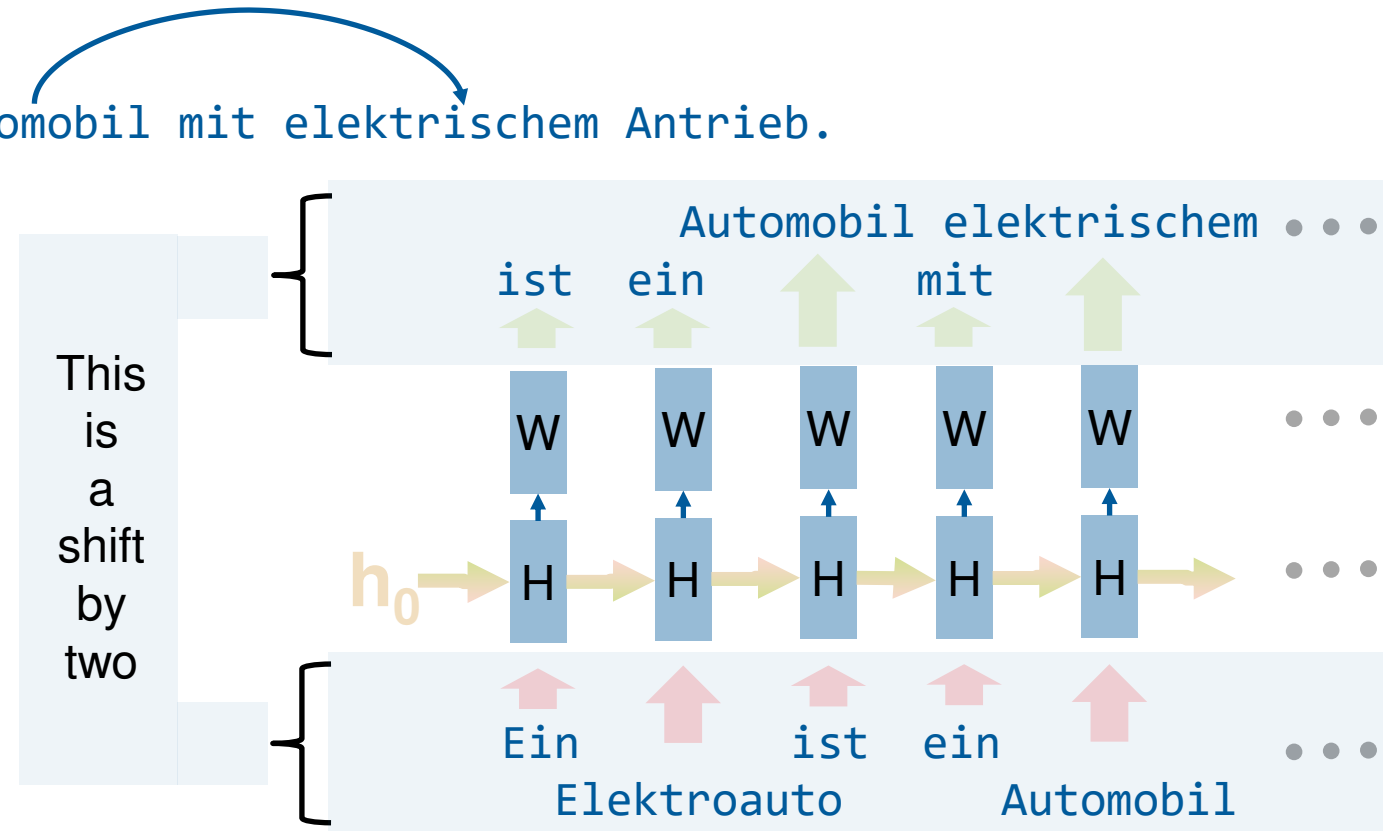 omobil mit elektrischem Antrieb.
Automobil elektrischem
ist ein mit
This
is
a
shift
by
two
W W W W W
h0 H H H H H
Ein ist ein
Elektroauto Automobil